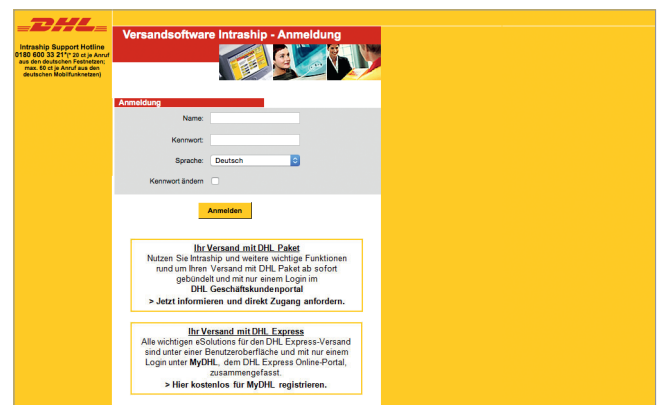 DHL
Intraship Support Hotline
0180 600 33 21*(* 20 ct je Anruf
aus den deutschen Festnetzen;
max. 60 ct je Anruf aus den
deutschen Mobilfunknetzen)
Versandsoftware Intraship - Anmeldung
Anmeldung
Name:
Kennwort:
Sprache: Deutsch
Kennwort ändern
Anmelden
Ihr Versand mit DHL Paket
Nutzen Sie Intraship und weitere wichtige Funktionen
rund um Ihren Versand mit DHL Paket ab sofort
gebündelt und mit nur einem Login im
DHL Geschäftskundenportal
> Jetzt informieren und direkt Zugang anfordern.
Ihr Versand mit DHL Express
Alle wichtigen eSolutions für den DHL Express-Versand
sind unter einer Benutzeroberfläche und mit nur einem
Login unter MyDHL, dem DHL Express Online-Portal,
zusammengefasst.
> Hier kostenlos für MyDHL registrieren.